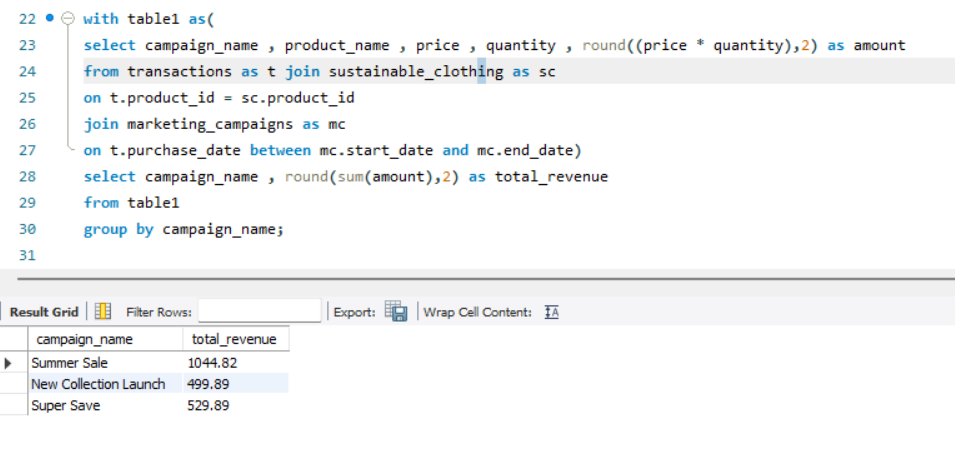 22 with table1 as(
23 select campaign_name , product_name , price , quantity , round((price * quantity),2) as amount
24 from transactions as t join sustainable_clothing as sc
25 on t.product_id = sc.product_id
26 join marketing_campaigns as mc
27 on t.purchase_date between mc.start_date and mc.end_date)
28 select campaign_name , round(sum(amount),2) as total_revenue
29 from table1
30 group by campaign_name;
31
Result Grid Filter Rows: Export: Wrap Cell Content: IA
campaign_name total_revenue
Summer Sale 1044.82
New Collection Launch 499.89
Super Save 529.89